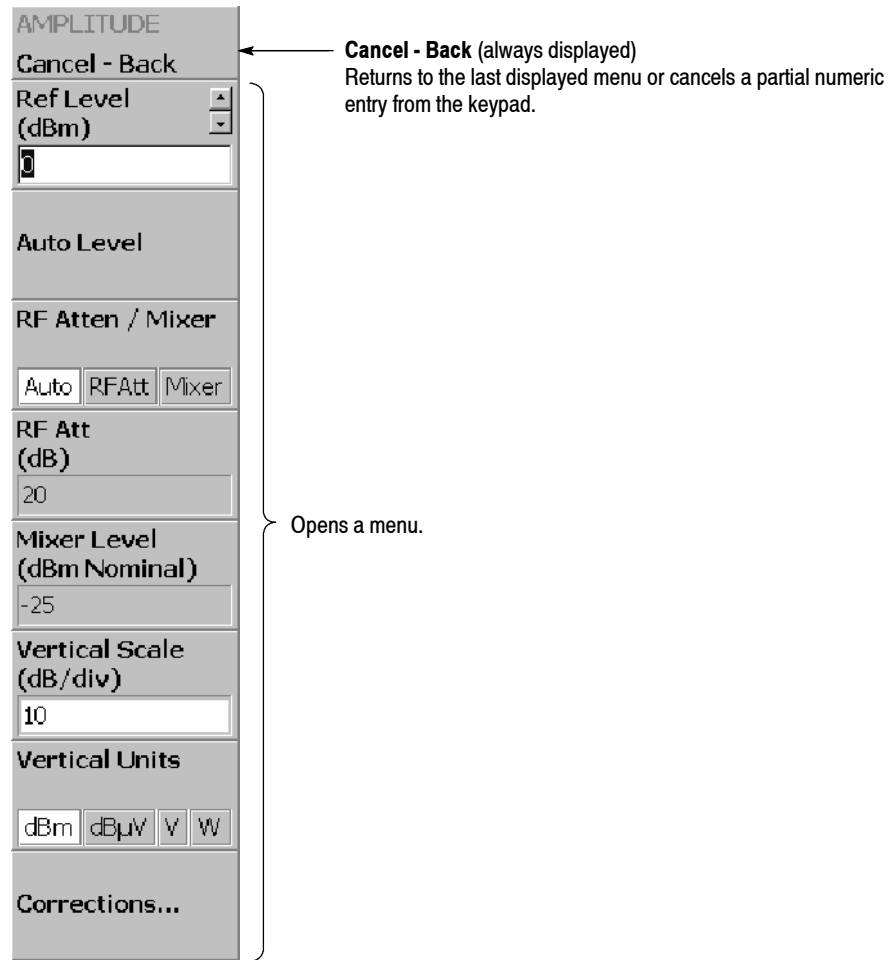 AMPLITUDE
Cancel - Back
Ref Level
(dBm)
0
Auto Level
RF Atten / Mixer
Auto RFAtt Mixer
RF Att
(dB)
20
Mixer Level
(dBm Nominal)
-25
Vertical Scale
(dB/div)
10
Vertical Units
dBm dBµV V W
Corrections...
Cancel - Back (always displayed)
Returns to the last displayed menu or cancels a partial numeric
entry from the keypad.
Opens a menu.